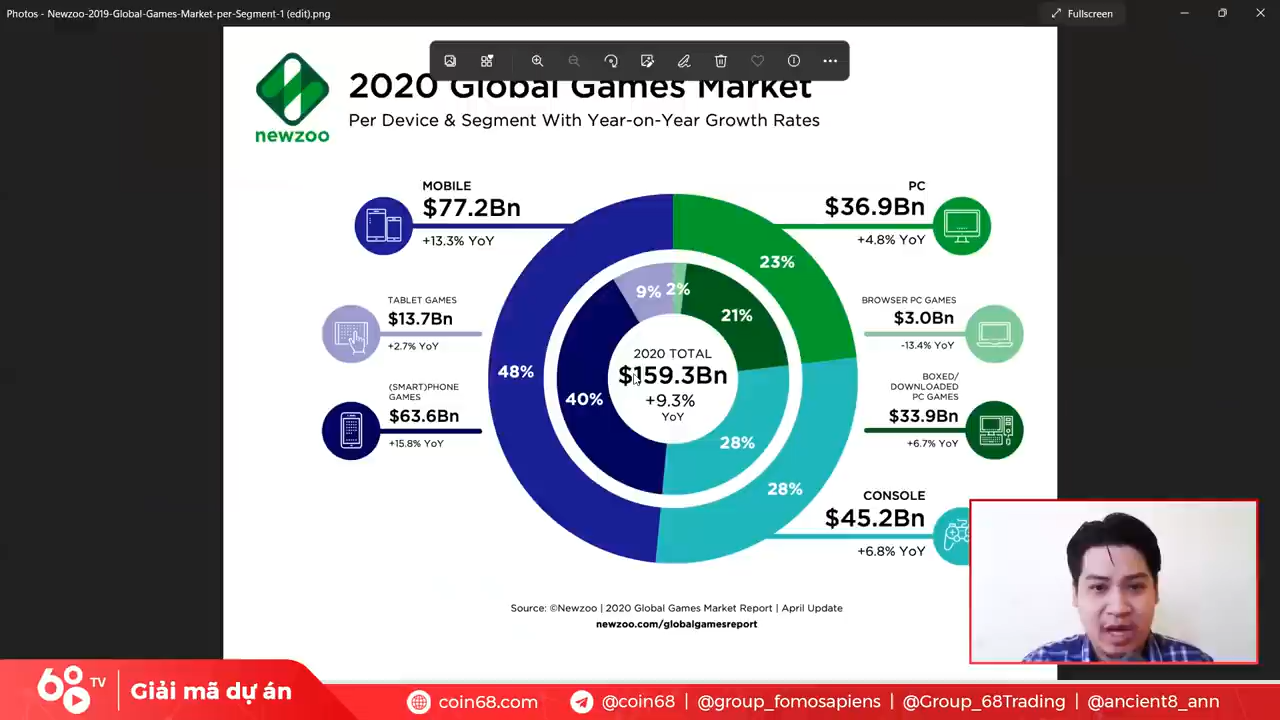 Photos - Newzoo-2019-Global-Games-Market-per-Segment-1 (edit).png
Fullscreen
newzoo
2020 Global Games Market
Per Device & Segment With Year-on-Year Growth Rates
MOBILE
$77.2Bn
+13.3% YoY
TABLET GAMES
$13.7Bn
+2.7% YoY
(SMART)PHONE
GAMES
$63.6Bn
+15.8% YoY
48%
40%
9%
2%
21%
23%
28%
28%
2020 TOTAL
$159.3Bn
+9.3%
YoY
PC
$36.9Bn
+4.8% YoY
BROWSER PC GAMES
$3.0Bn
-13.4% YoY
BOXED/
DOWNLOADED
PC GAMES
$33.9Bn
+6.7% YoY
CONSOLE
$45.2Bn
+6.8% YoY
Source: ©Newzoo | 2020 Global Games Market Report | April Update
newzoo.com/globalgamesreport
68 TV | Giải mã dự án
coin68.com | @coin68 | @group_fomosapiens | @Group_68Trading | @ancient8_ann